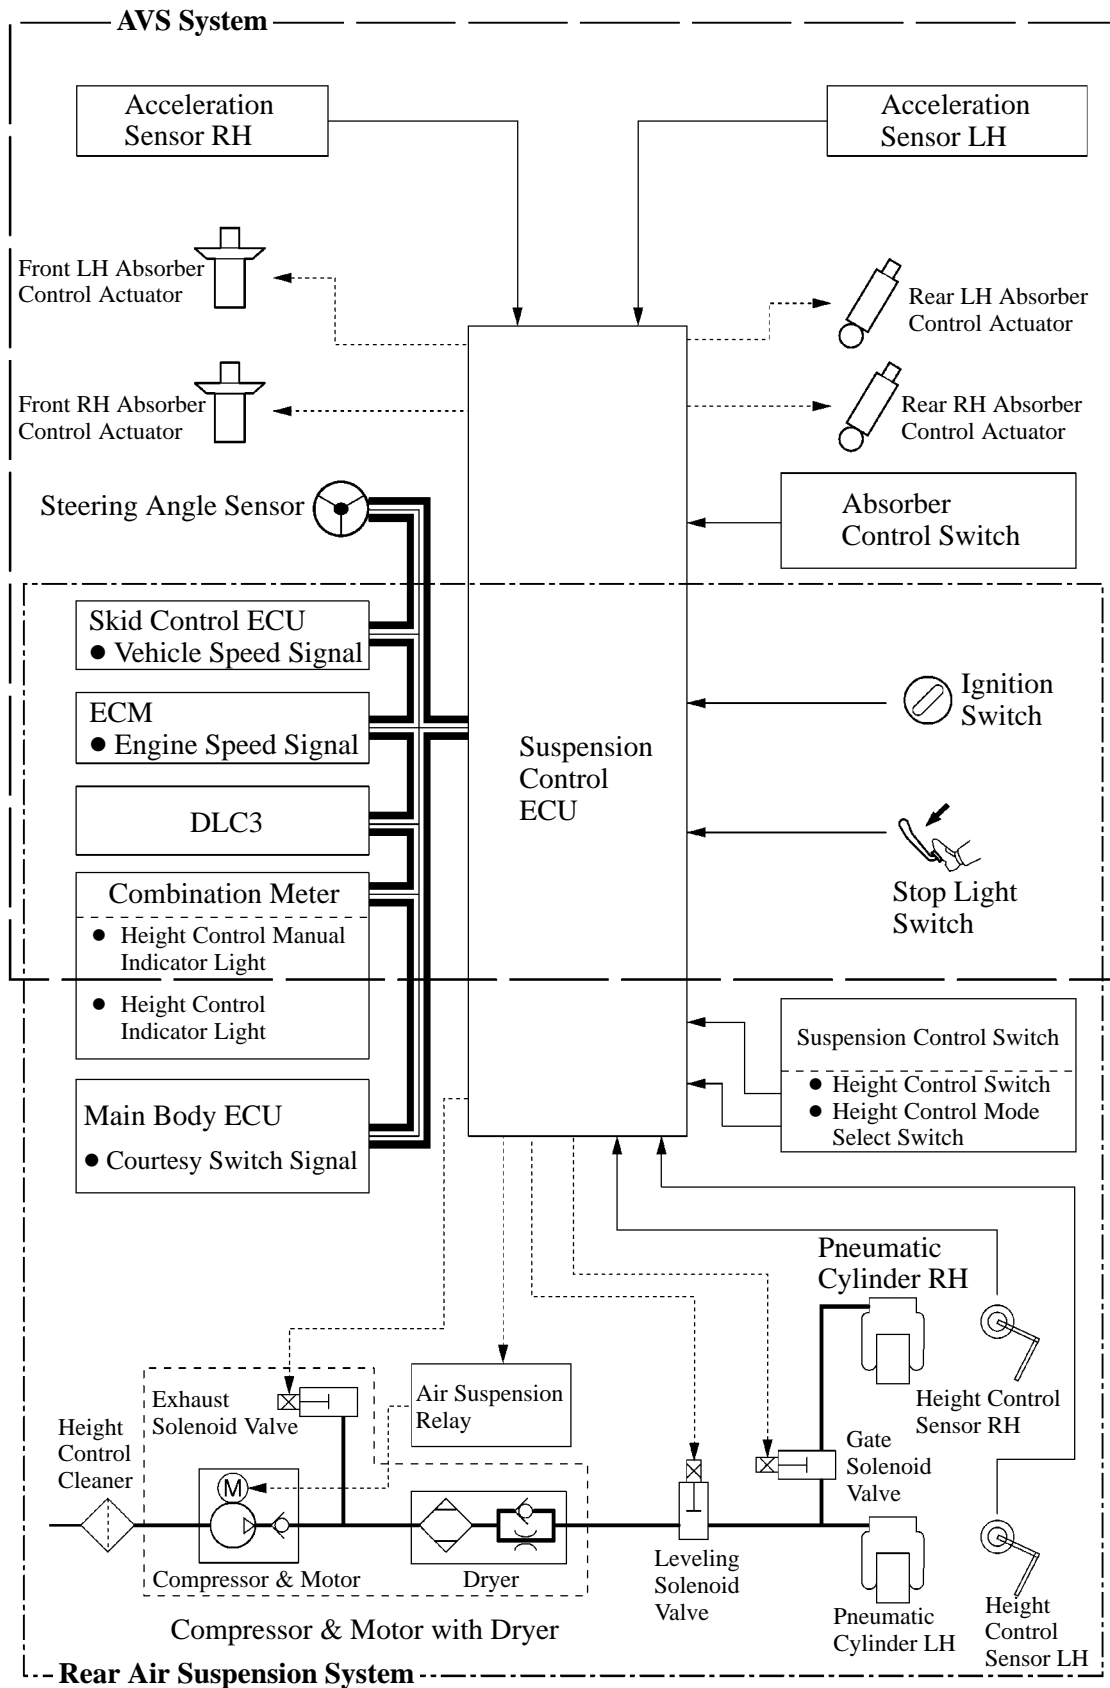 AVS System
Acceleration
Sensor RH
Acceleration
Sensor LH
Front LH Absorber
Control Actuator
Rear LH Absorber
Control Actuator
Front RH Absorber
Control Actuator
Rear RH Absorber
Control Actuator
Steering Angle Sensor
Absorber
Control Switch
Skid Control ECU
● Vehicle Speed Signal
ECM
● Engine Speed Signal
Ignition
Switch
Suspension
Control
ECU
DLC3
Combination Meter
● Height Control Manual
Indicator Light
● Height Control
Indicator Light
Stop Light
Switch
Suspension Control Switch
● Height Control Switch
● Height Control Mode
Select Switch
Main Body ECU
● Courtesy Switch Signal
Pneumatic
Cylinder RH
Height Control
Sensor RH
Exhaust
Solenoid Valve
Air Suspension
Relay
Height
Control
Cleaner
M
Gate
Solenoid
Valve
Compressor & Motor
Dryer
Leveling
Solenoid
Valve
Pneumatic
Cylinder LH
Height
Control
Sensor LH
Compressor & Motor with Dryer
Rear Air Suspension System